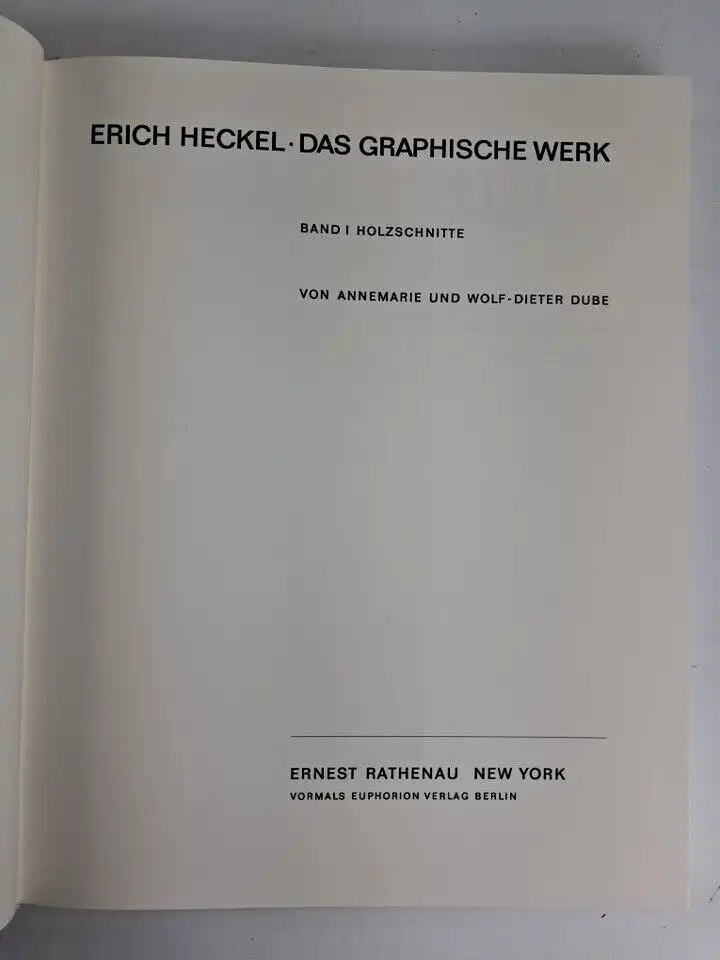 ERICH HECKEL · DAS GRAPHISCHE WERK
BAND I HOLZSCHNITTE
VON ANNEMARIE UND WOLF-DIETER DUBE
ERNEST RATHENAU NEW YORK
VORMALS EUPHORION VERLAG BERLIN